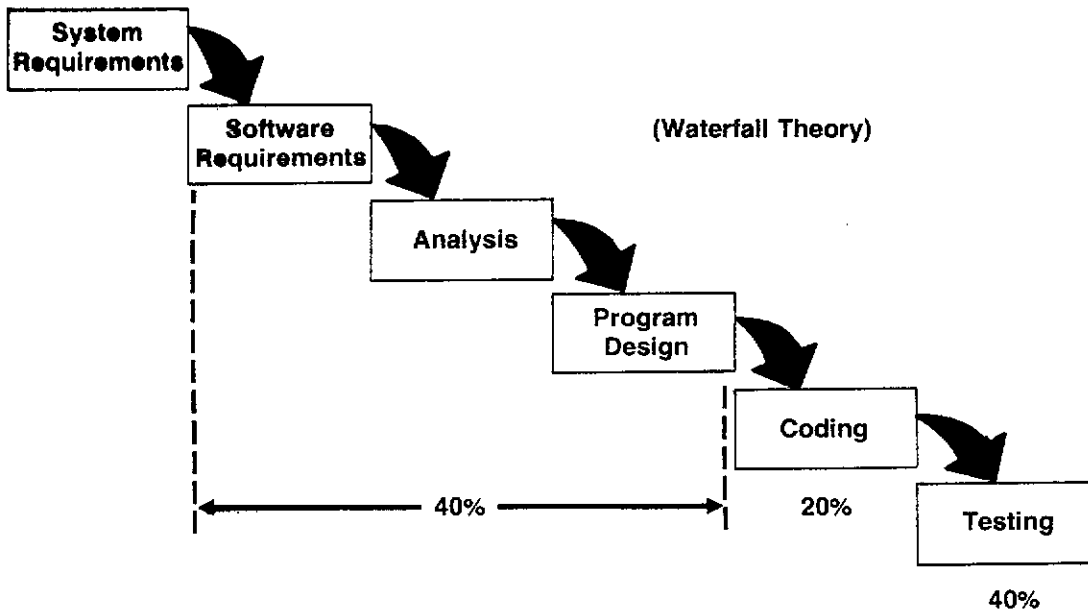 System
Requirements
Software
Requirements
(Waterfall Theory)
Analysis
Program
Design
Coding
40%
20%
Testing
40%